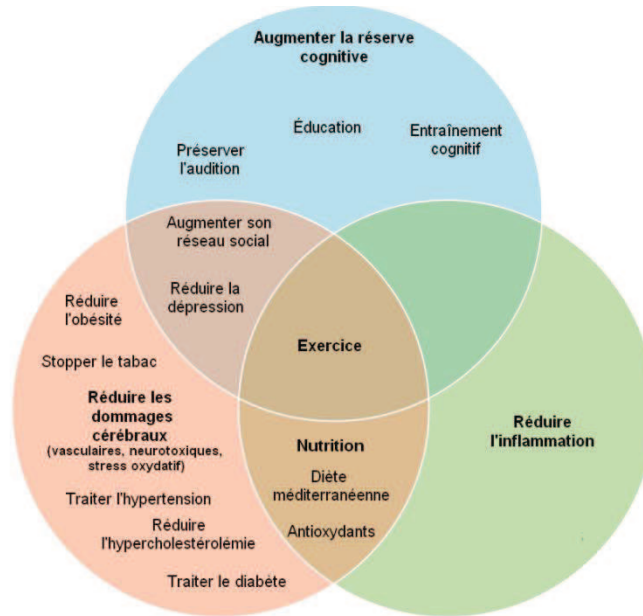 Augmenter la réserve
cognitive
Éducation
Entraînement
cognitif
Préserver
l'audition
Augmenter son
réseau social
Réduire la
dépression
Réduire
l'obésité
Exercice
Stopper le tabac
Réduire les
dommages
cérébraux
(vasculaires, neurotoxiques,
stress oxydatif)
Réduire
l'inflammation
Nutrition
Diète
méditerranéenne
Antioxydants
Traiter l'hypertension
Réduire
l'hypercholestérolémie
Traiter le diabéte